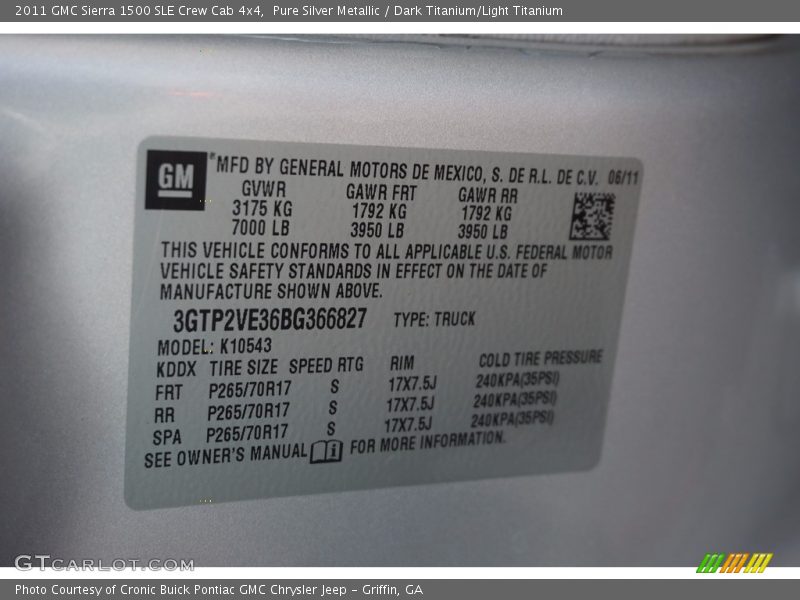 2011 GMC Sierra 1500 SLE Crew Cab 4x4, Pure Silver Metallic / Dark Titanium/Light Titanium
GM *MFD BY GENERAL MOTORS DE MEXICO, S. DE R.L. DE C.V. 06/11
GVWR GAWR FRT GAWR RR
3175 KG 1792 KG 1792 KG
7000 LB 3950 LB 3950 LB
THIS VEHICLE CONFORMS TO ALL APPLICABLE U.S. FEDERAL MOTOR
VEHICLE SAFETY STANDARDS IN EFFECT ON THE DATE OF
MANUFACTURE SHOWN ABOVE.
3GTP2VE36BG366827 TYPE: TRUCK
MODEL: K10543
KDDX TIRE SIZE SPEED RTG RIM COLD TIRE PRESSURE
FRT P265/70R17 S 17X7.5J 240KPA(35PSI)
RR P265/70R17 S 17X7.5J 240KPA(35PSI)
SPA P265/70R17 S 17X7.5J 240KPA(35PSI)
SEE OWNER'S MANUAL i FOR MORE INFORMATION.
GTCARLOT.COM
Photo Courtesy of Cronic Buick Pontiac GMC Chrysler Jeep - Griffin, GA